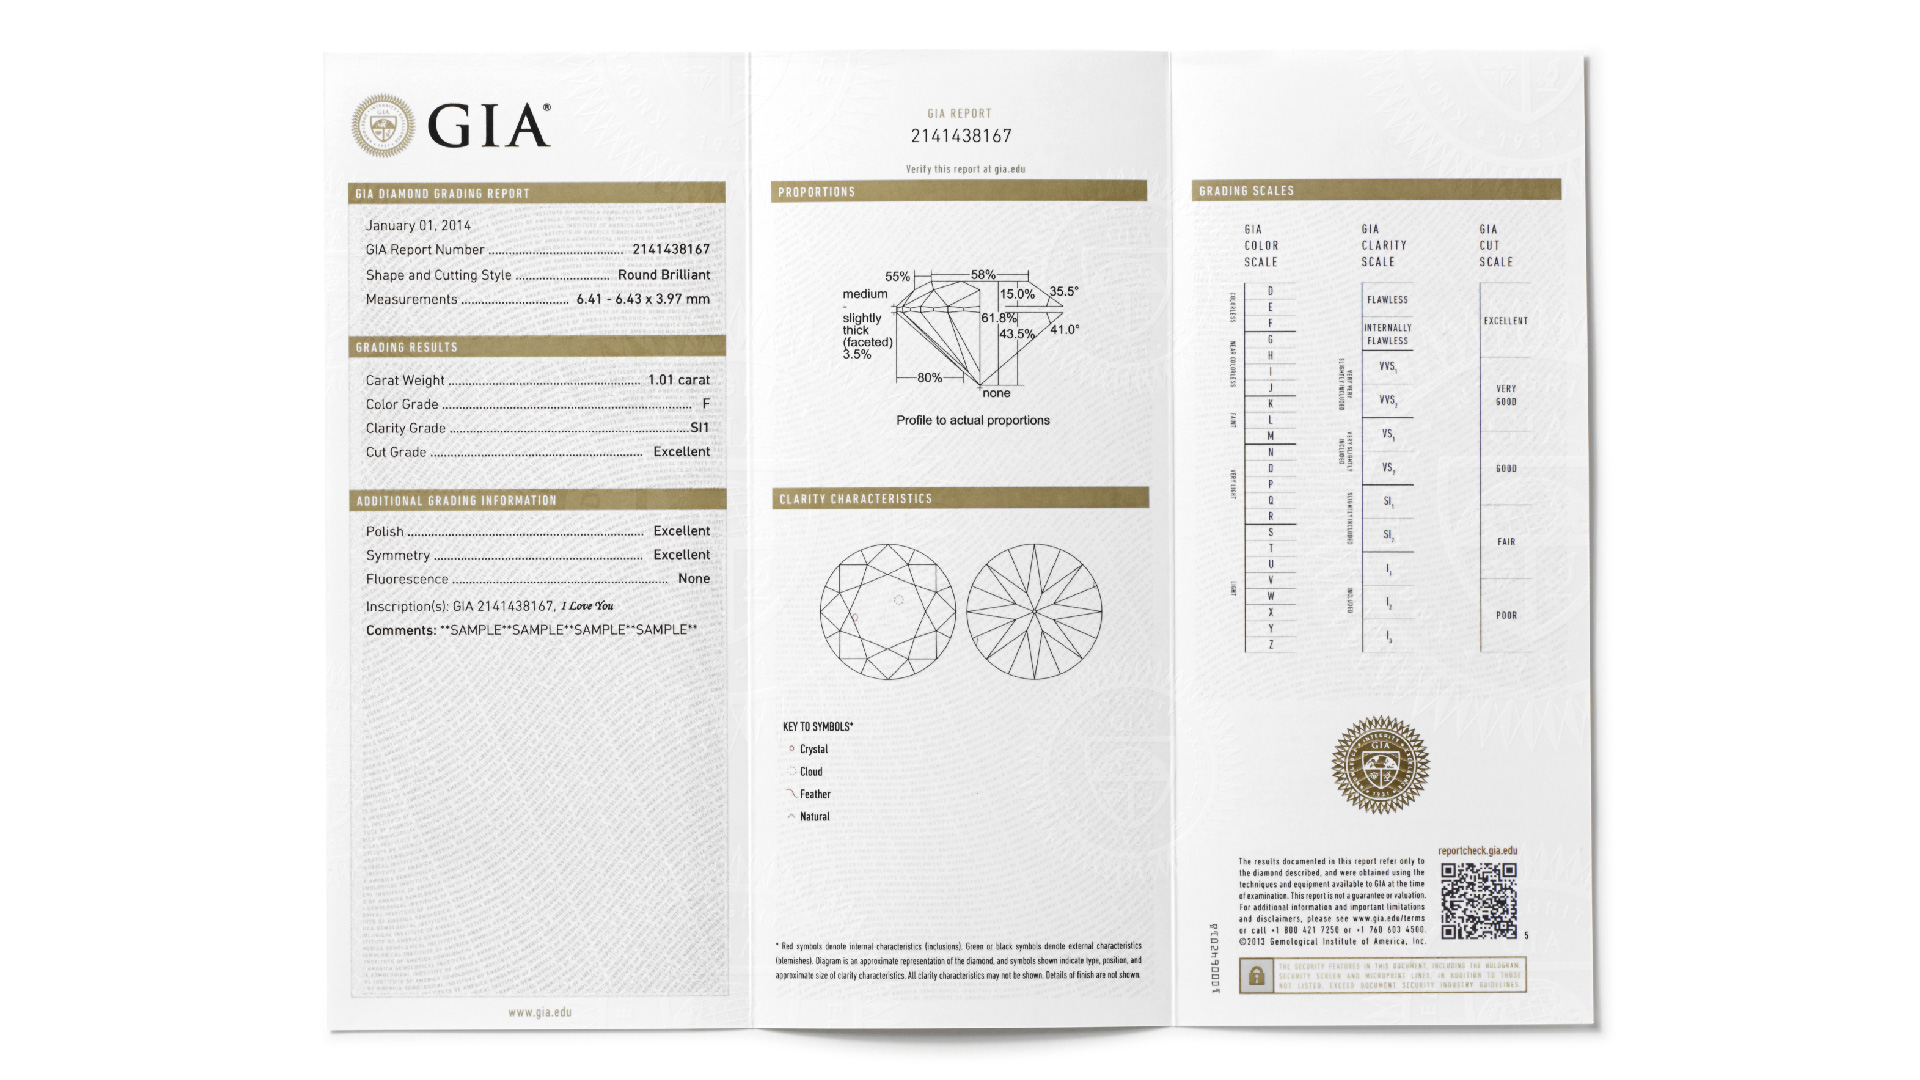 GIA®
GIA DIAMOND GRADING REPORT
January 01, 2014
GIA Report Number 2141438167
Shape and Cutting Style Round Brilliant
Measurements 6.41 - 6.43 x 3.97 mm
GRADING RESULTS
Carat Weight 1.01 carat
Color Grade F
Clarity Grade SI1
Cut Grade Excellent
ADDITIONAL GRADING INFORMATION
Polish Excellent
Symmetry Excellent
Fluorescence None
Inscription(s): GIA 2141438167, I Love You
Comments: **SAMPLE**SAMPLE**SAMPLE**SAMPLE**
www.gia.edu
GIA REPORT
2141438167
Verify this report at gia.edu
PROPORTIONS
55%
58%
medium
-
slightly
thick
(faceted)
3.5%
15.0%
35.5°
61.8%
43.5%
41.0°
80%
none
Profile to actual proportions
CLARITY CHARACTERISTICS
KEY TO SYMBOLS*
Crystal
Cloud
Feather
Natural
* Red symbols denote internal characteristics (inclusions). Green or black symbols denote external characteristics
(blemishes). Diagram is an approximate representation of the diamond, and symbols shown indicate type, position, and
approximate size of clarity characteristics. All clarity characteristics may not be shown. Details of finish are not shown.
GRADING SCALES
GIA
COLOR
SCALE
COLORLESS
D
E
F
NEAR COLORLESS
G
H
I
J
FAINT
K
L
M
VERY LIGHT
N
O
P
Q
R
LIGHT
S
T
U
V
W
X
Y
Z
GIA
CLARITY
SCALE
FLAWLESS
INTERNALLY
FLAWLESS
VERY VERY
SLIGHTLY INCLUDED
VVS1
VVS2
VERY SLIGHTLY
INCLUDED
VS1
VS2
SLIGHTLY INCLUDED
SI1
SI2
INCLUDED
I1
I2
I3
GIA
CUT
SCALE
EXCELLENT
VERY
GOOD
GOOD
FAIR
POOR
GIA
reportcheck.gia.edu
The results documented in this report refer only to
the diamond described, and were obtained using the
techniques and equipment available to GIA at the time
of examination. This report is not a guarantee or valuation.
For additional information and important limitations
and disclaimers, please see www.gia.edu/terms
or call +1 800 421 7250 or +1 760 603 4500.
©2013 Gemological Institute of America, Inc.
5
THE SECURITY FEATURES IN THIS DOCUMENT, INCLUDING THE HOLOGRAM,
SECURITY SCREEN AND MICROPRINT LINES, IN ADDITION TO THOSE
NOT LISTED, EXCEED DOCUMENT SECURITY INDUSTRY GUIDELINES.